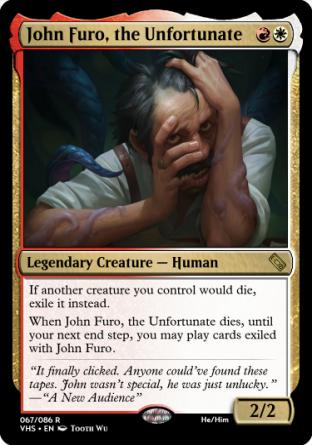 John Furo, the Unfortunate
Legendary Creature — Human
If another creature you control would die,
exile it instead.
When John Furo, the Unfortunate dies, until
your next end step, you may play cards exiled
with John Furo.
“It finally clicked. Anyone could’ve found these
tapes. John wasn’t special, he was just unlucky.”
—“A New Audience”
2/2
067/086 R
VHS • EN Tooth Wu
He/Him